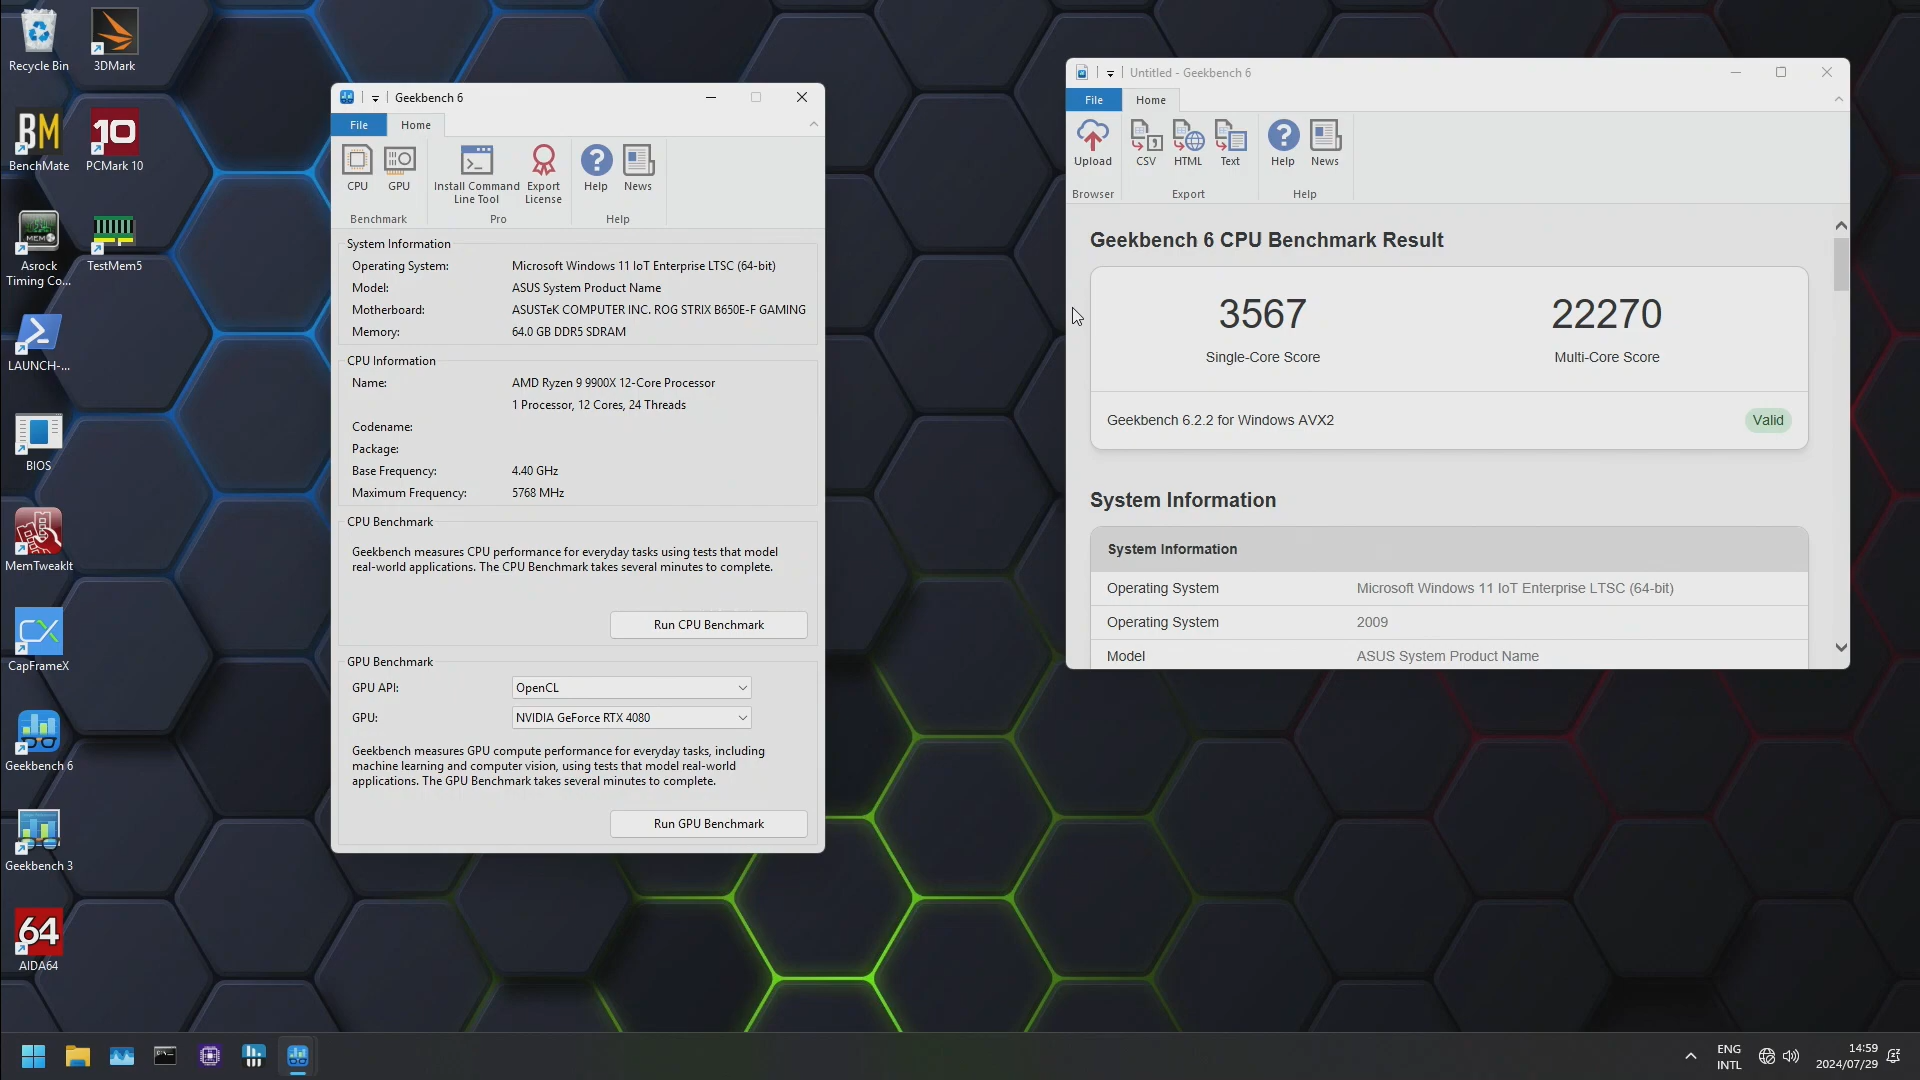 Recycle Bin
3DMark
BM
BenchMate
10
PCMark 10
MEM
Asrock
Timing Co...
TestMem5
LAUNCH-...
BIOS
MemTweakIt
CX
CapFrameX
Geekbench 6
Geekbench 3
64
AIDA64
Geekbench 6
File
Home
CPU
GPU
Benchmark
Install Command
Line Tool
Export
License
Pro
Help
News
Help
System Information
Operating System: Microsoft Windows 11 IoT Enterprise LTSC (64-bit)
Model: ASUS System Product Name
Motherboard: ASUSTeK COMPUTER INC. ROG STRIX B650E-F GAMING
Memory: 64.0 GB DDR5 SDRAM
CPU Information
Name: AMD Ryzen 9 9900X 12-Core Processor
1 Processor, 12 Cores, 24 Threads
Codename:
Package:
Base Frequency: 4.40 GHz
Maximum Frequency: 5768 MHz
CPU Benchmark
Geekbench measures CPU performance for everyday tasks using tests that model
real-world applications. The CPU Benchmark takes several minutes to complete.
Run CPU Benchmark
GPU Benchmark
GPU API: OpenCL
GPU: NVIDIA GeForce RTX 4080
Geekbench measures GPU compute performance for everyday tasks, including
machine learning and computer vision, using tests that model real-world
applications. The GPU Benchmark takes several minutes to complete.
Run GPU Benchmark
Untitled - Geekbench 6
File
Home
Upload
Browser
CSV
HTML
Text
Export
Help
News
Help
Geekbench 6 CPU Benchmark Result
3567
Single-Core Score
22270
Multi-Core Score
Geekbench 6.2.2 for Windows AVX2
Valid
System Information
System Information
Operating System Microsoft Windows 11 IoT Enterprise LTSC (64-bit)
Operating System 2009
Model ASUS System Product Name
ENG
INTL
14:59
2024/07/29